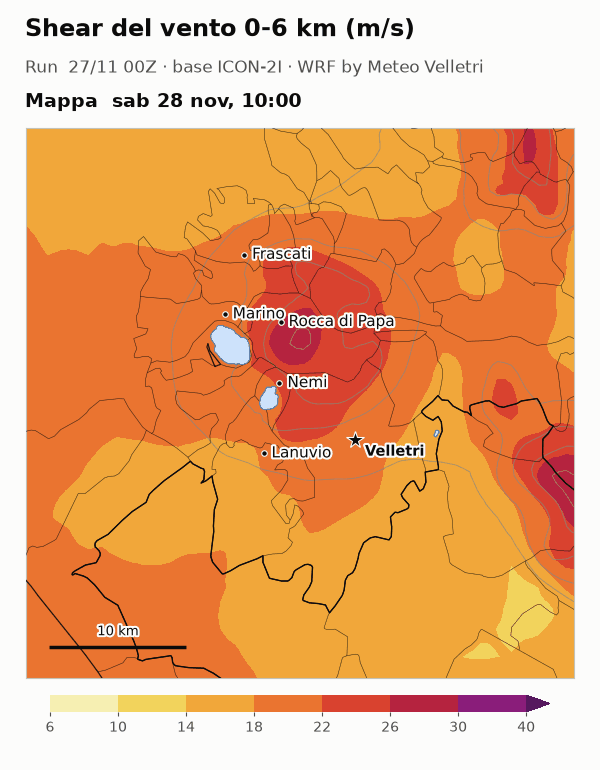 Shear del vento 0-6 km (m/s)
Run  27/11 00Z · base ICON-2I · WRF by Meteo Velletri
Mappa  sab 28 nov, 10:00
Frascati
Marino
Rocca di Papa
Nemi
Velletri
Lanuvio
10 km
6 10 14 18 22 26 30 40